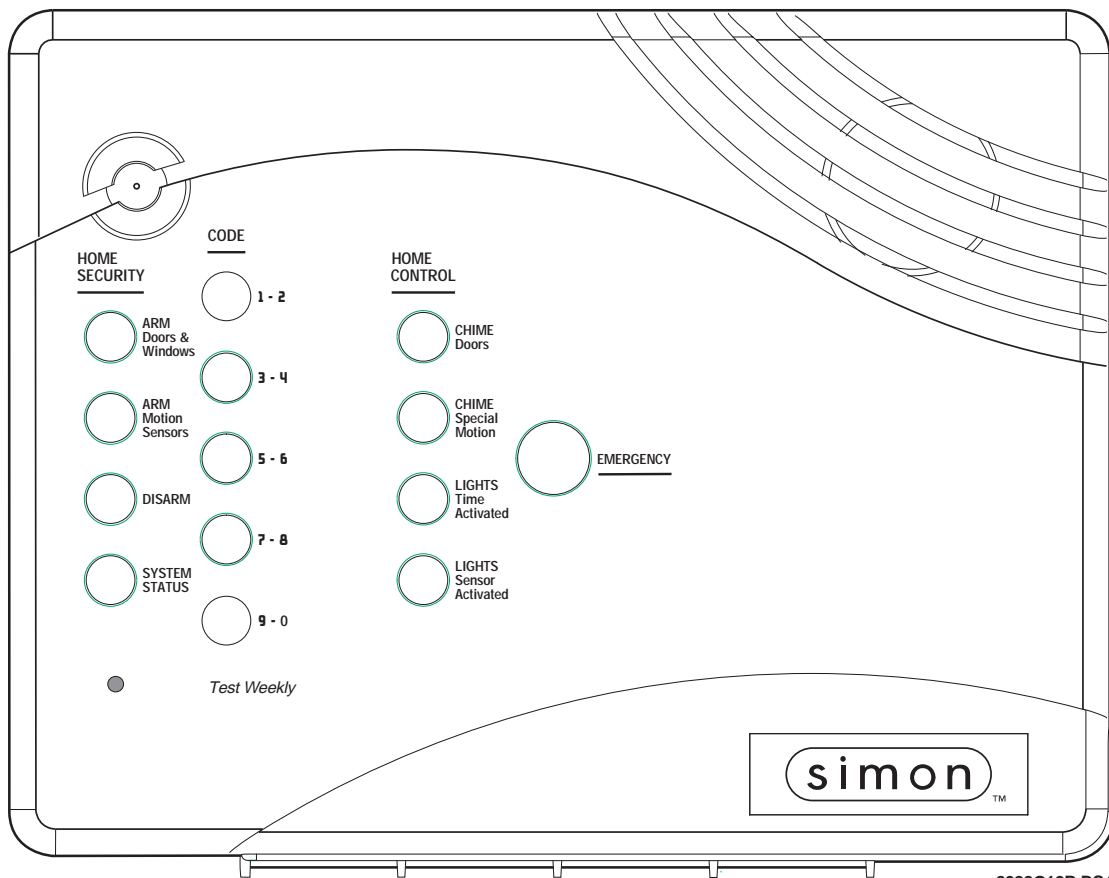 CODE
HOME
SECURITY
ARM
Doors &
Windows
ARM
Motion
Sensors
DISARM
SYSTEM
STATUS
1 - 2
3 - 4
5 - 6
7 - 8
9 - 0
HOME
CONTROL
CHIME
Doors
CHIME
Special
Motion
LIGHTS
Time
Activated
LIGHTS
Sensor
Activated
EMERGENCY
Test Weekly
simon
TM